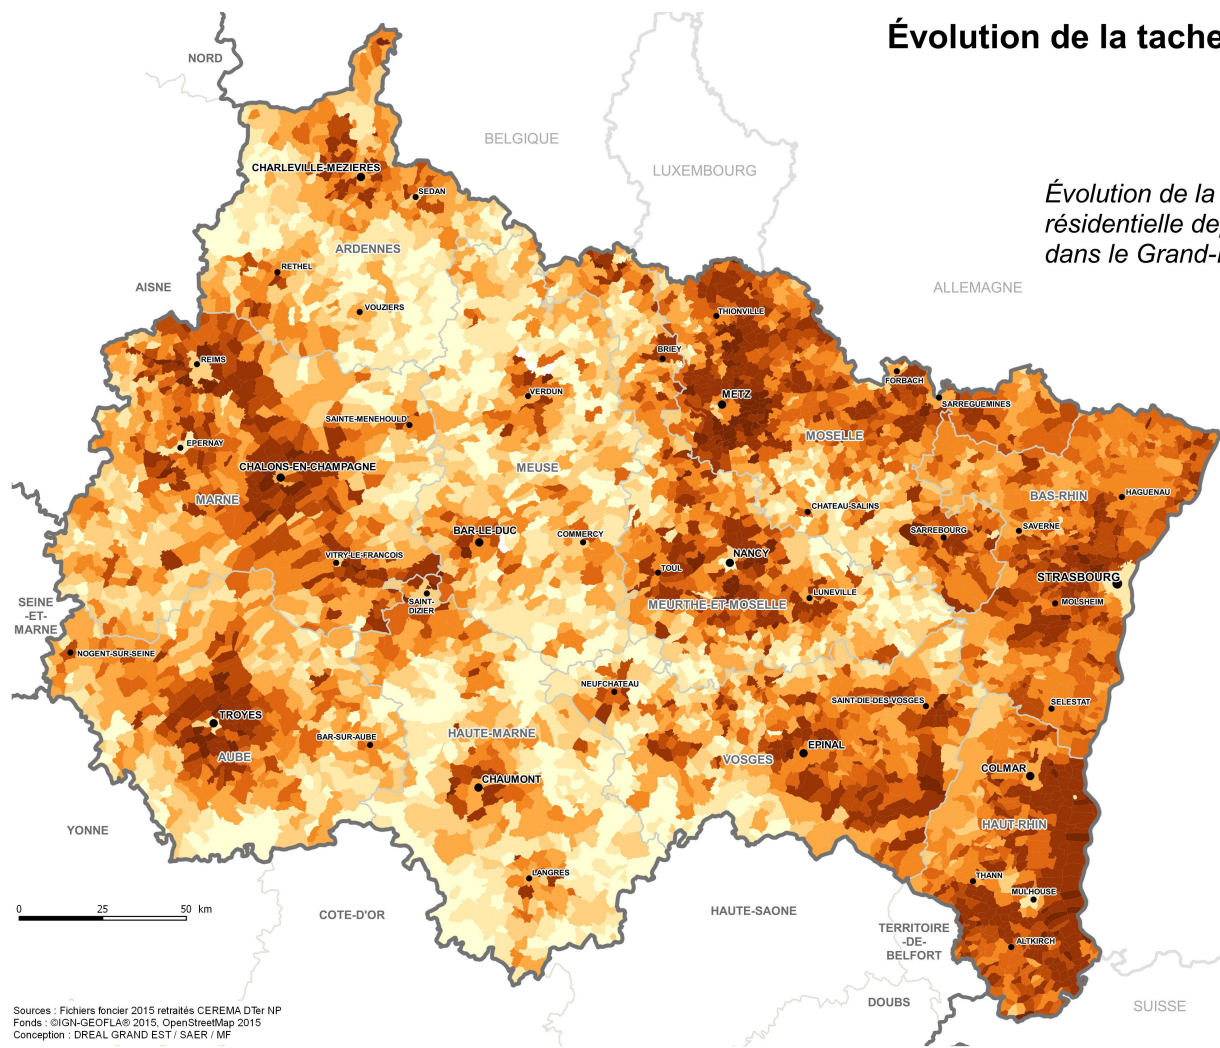 Évolution de la tache
NORD
BELGIQUE
LUXEMBOURG
CHARLEVILLE-MEZIERES
SEDAN
Évolution de la
résidentielle de
dans le Grand-
ARDENNES
RETHEL
AISNE
ALLEMAGNE
VOUZIERS
THIONVILLE
REIMS
BRIEY
FORBACH
VERDUN
METZ
SARREGUEMINES
SAINTE-MENEHOULD
EPERNAY
MOSELLE
CHALONS-EN-CHAMPAGNE
MEUSE
MARNE
BAS-RHIN
HAGUENAU
CHATEAU-SALINS
BAR-LE-DUC
COMMERCY
SARREBOURG
SAVERNE
VITRY-LE-FRANCOIS
NANCY
TOUL
STRASBOURG
SEINE
-ET-
MARNE
SAINT-
DIZIER
MEURTHE-ET-MOSELLE
LUNEVILLE
MOLSHEIM
NOGENT-SUR-SEINE
NEUFCHATEAU
SAINT-DIE-DES-VOSGES
SELESTAT
TROYES
BAR-SUR-AUBE
HAUTE-MARNE
EPINAL
AUBE
VOSGES
COLMAR
CHAUMONT
YONNE
HAUT-RHIN
LANGRES
THANN
MULHOUSE
0 25 50 km
COTE-D'OR
HAUTE-SAONE
TERRITOIRE
-DE-
BELFORT
ALTKIRCH
DOUBS
SUISSE
Sources : Fichiers foncier 2015 retraités CEREMA DTer NP
Fonds : ©IGN-GEOFLA® 2015, OpenStreetMap 2015
Conception : DREAL GRAND EST / SAER / MF